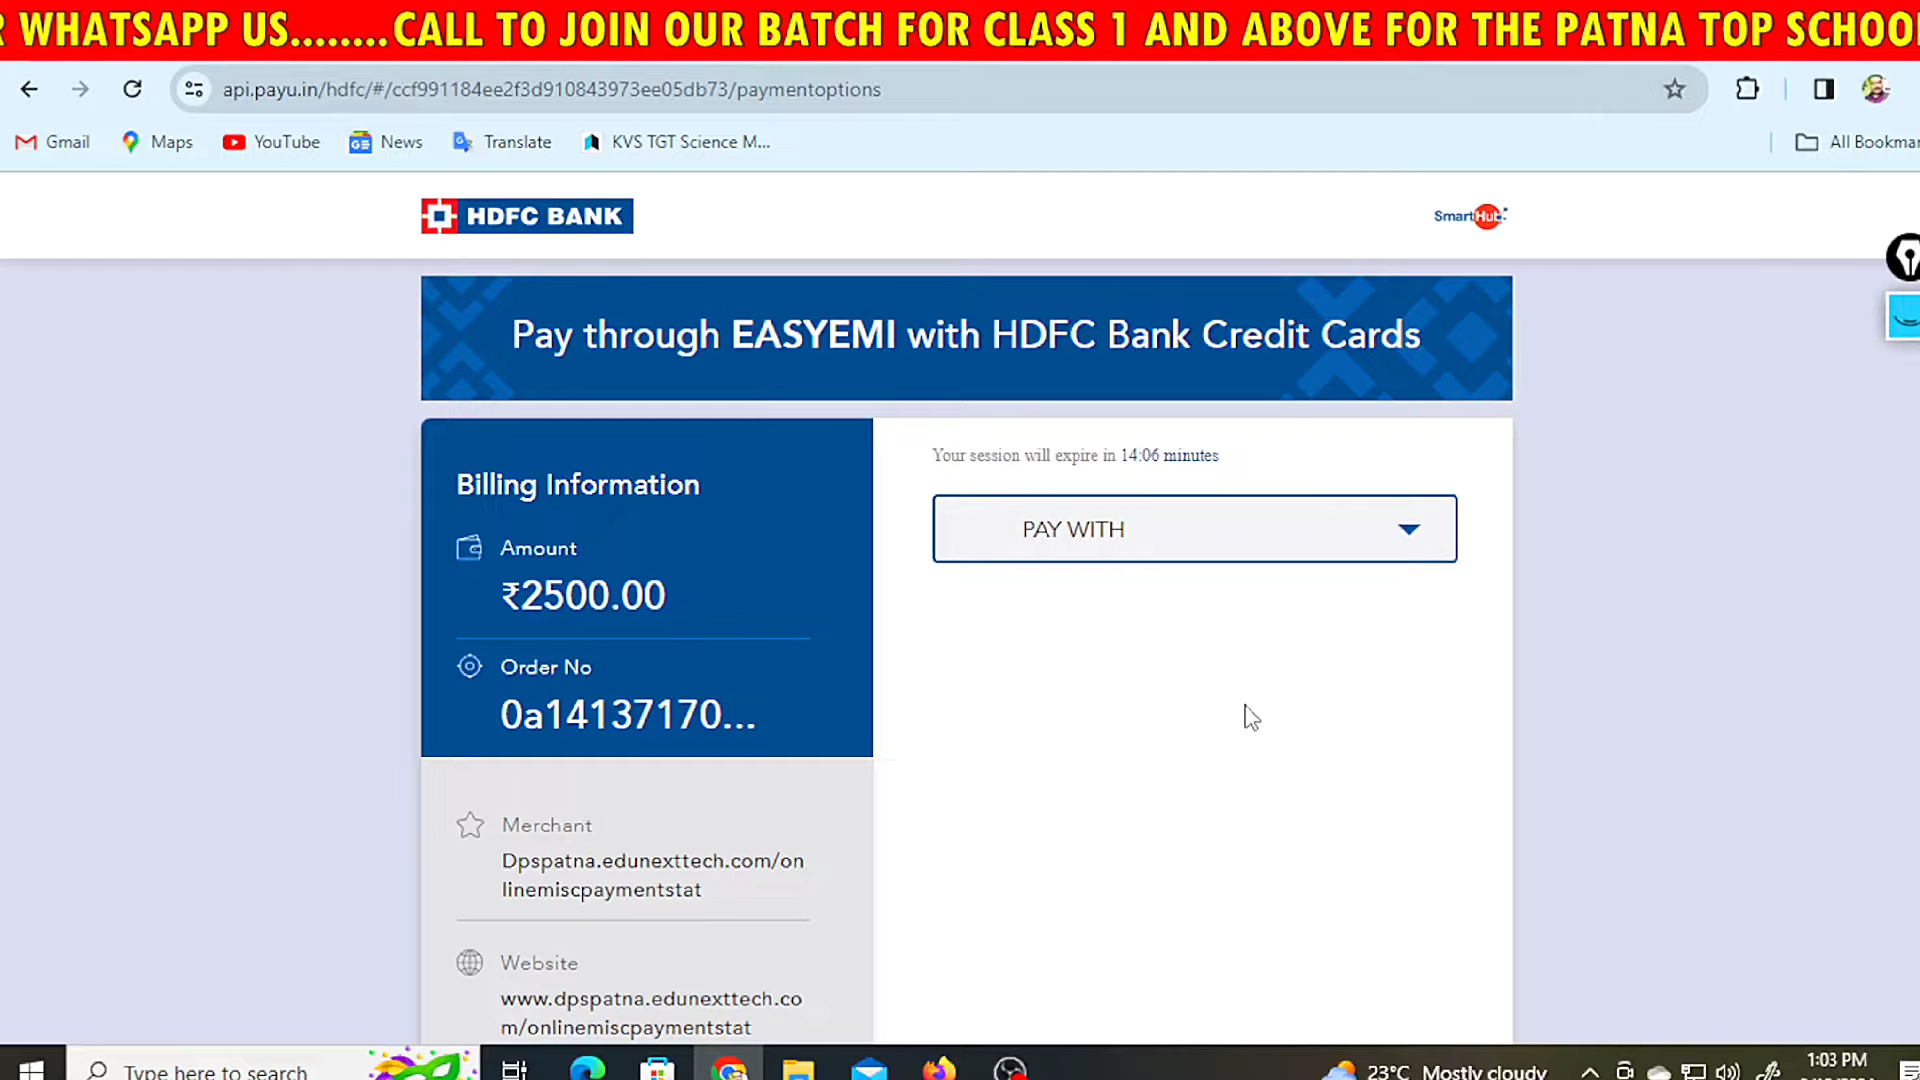 WHATSAPP US........CALL TO JOIN OUR BATCH FOR CLASS 1 AND ABOVE FOR THE PATNA TOP
api.payu.in/hdfc/#/ccf991184ee2f3d910843973ee05db73/paymentoptions
Gmail Maps YouTube News Translate KVS TGT Science M... All
HDFC BANK SmartHub
Pay through EASYEMI with HDFC Bank Credit Cards
Your session will expire in 14:06 minutes
PAY WITH
Billing Information
Amount
₹2500.00
Order No
0a14137170...
Merchant
Dpspatna.edunexttech.com/on
linemiscpaymentstat
Website
www.dpspatna.edunexttech.co
m/onlinemiscpaymentstat
Type here to search 23°C Mostly cloudy 1:03 PM